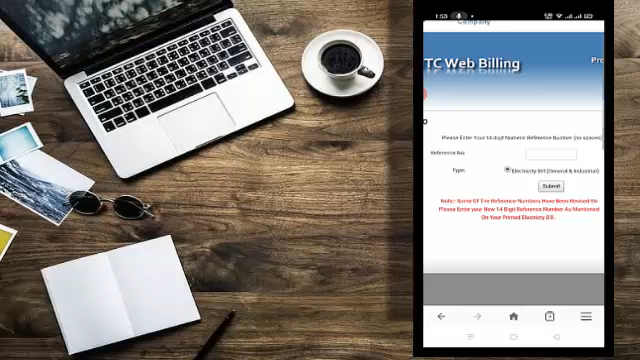 1:50
Company
TC Web Billing
Pro
Please Enter Your 14 digit Numeric Reference Number (no spaces)
Reference No:
Type:
Electricity Bill (General & Industrial)
Submit
Note:- Some Of The Reference Numbers Have Been Revised So
Please Enter your New 14 Digit Reference Number As Mentioned
On Your Printed Electricity Bill.